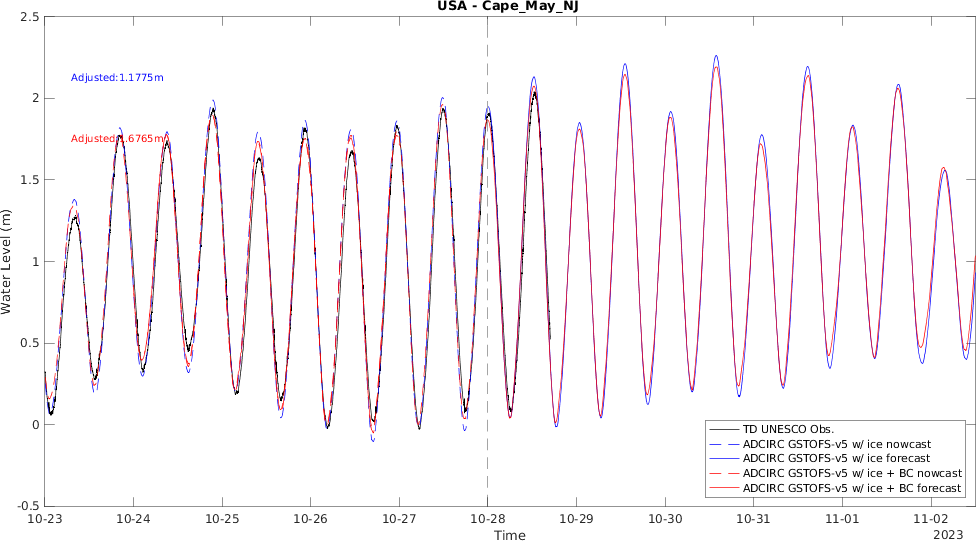 USA - Cape_May_NJ
2.5
2
1.5
1
0.5
0
-0.5
Water Level (m)
Adjusted:1.1775m
Adjusted: .6765m
TD UNESCO Obs.
ADCIRC GSTOFS-v5 w/ ice nowcast
ADCIRC GSTOFS-v5 w/ ice forecast
ADCIRC GSTOFS-v5 w/ ice + BC nowcast
ADCIRC GSTOFS-v5 w/ ice + BC forecast
10-23 10-24 10-25 10-26 10-27 10-28 10-29 10-30 10-31 11-01 11-02
Time
2023